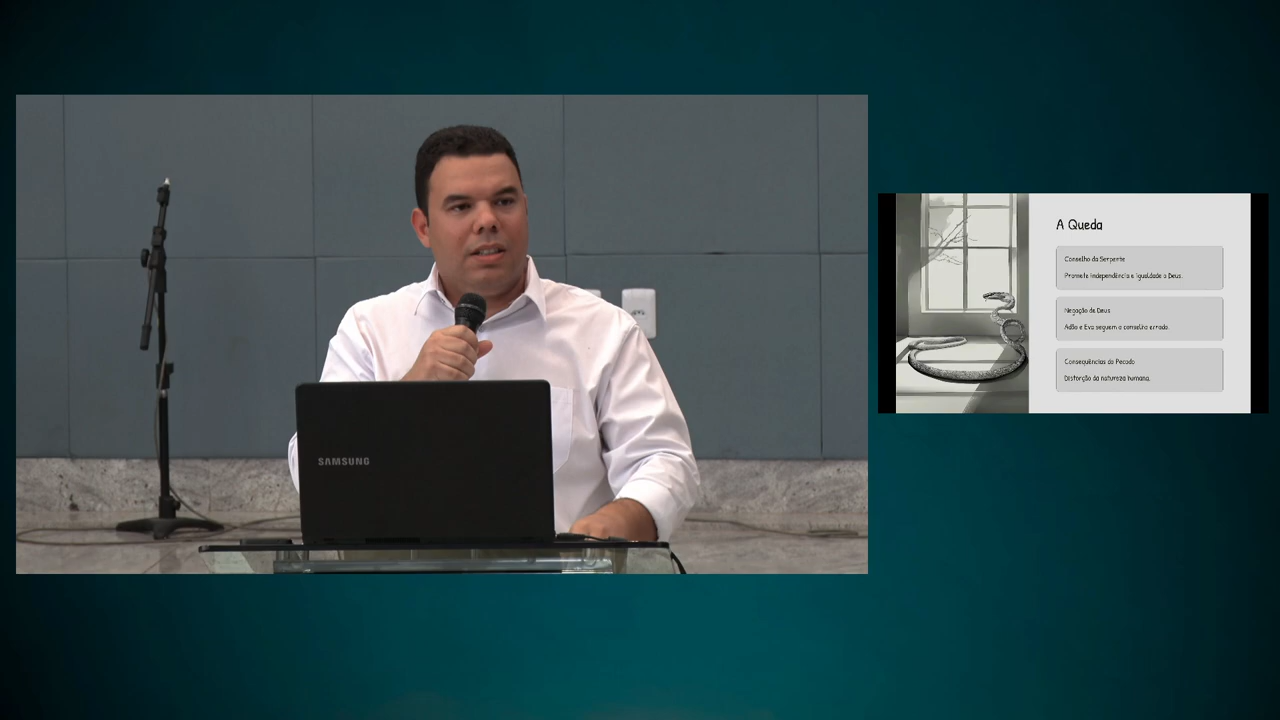 SAMSUNG
A Queda
Conselho da Serpente
Promete independência e igualdade a Deus.
Negação de Deus
Adão e Eva seguem o conselho errado.
Consequências do Pecado
Distorção da natureza humana.